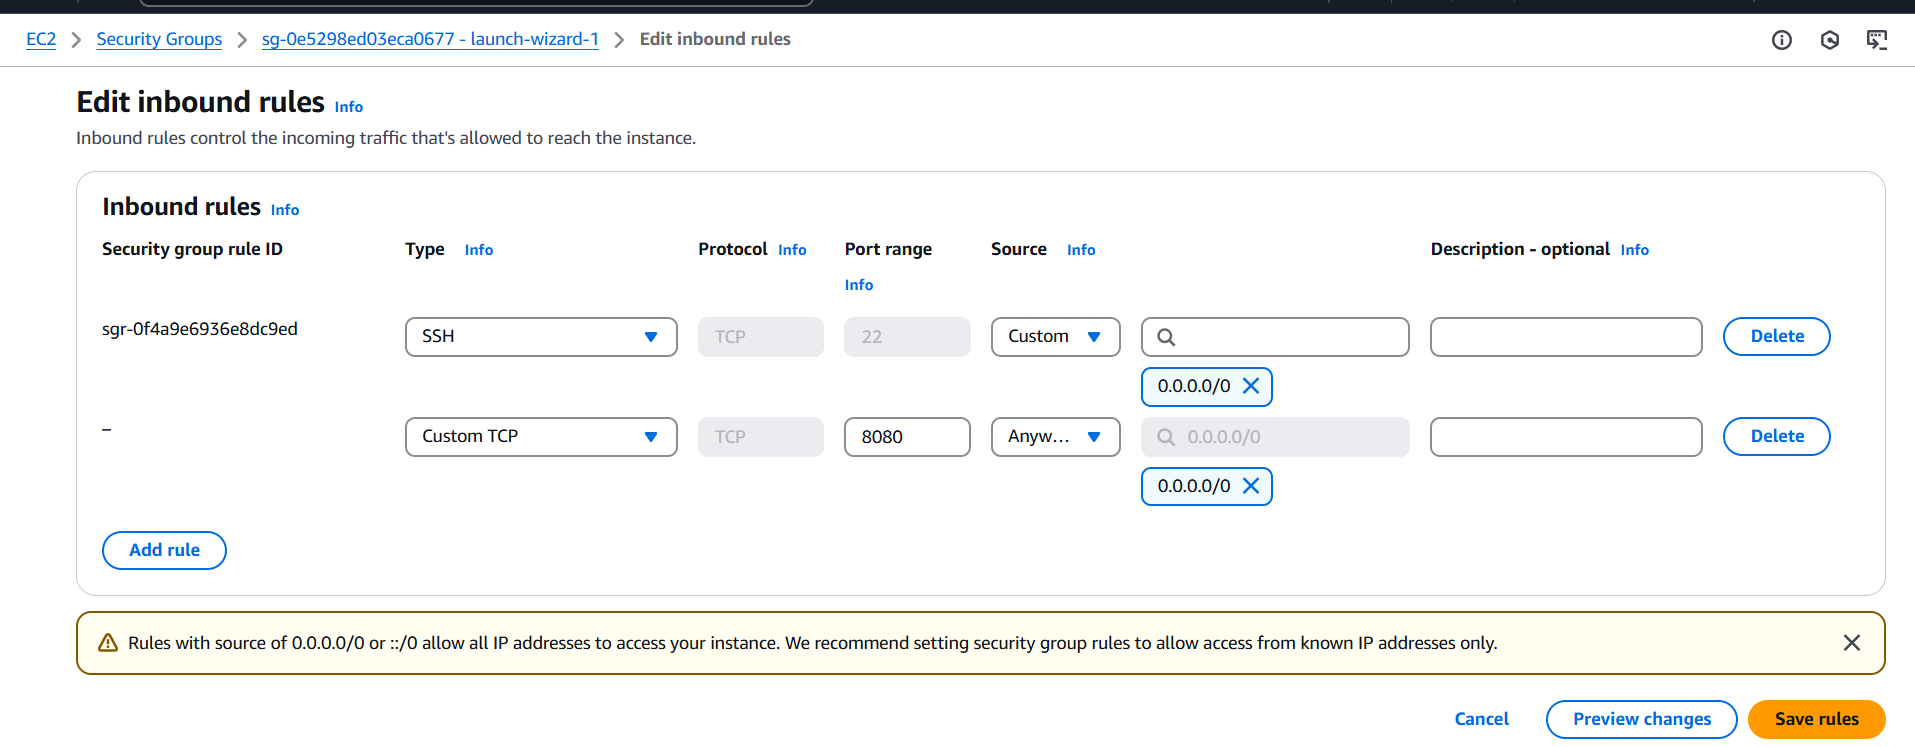 EC2 > Security Groups > sg-0e5298ed03eca0677 - launch-wizard-1 > Edit inbound rules
Edit inbound rules Info
Inbound rules control the incoming traffic that's allowed to reach the instance.
Inbound rules Info
Security group rule ID Type Info Protocol Info Port range Info Source Info Description - optional Info
sgr-0f4a9e6936e8dc9ed SSH TCP 22 Custom Delete
0.0.0.0/0
– Custom TCP TCP 8080 Anyw... 0.0.0.0/0 Delete
0.0.0.0/0
Add rule
Rules with source of 0.0.0.0/0 or ::/0 allow all IP addresses to access your instance. We recommend setting security group rules to allow access from known IP addresses only.
Cancel Preview changes Save rules